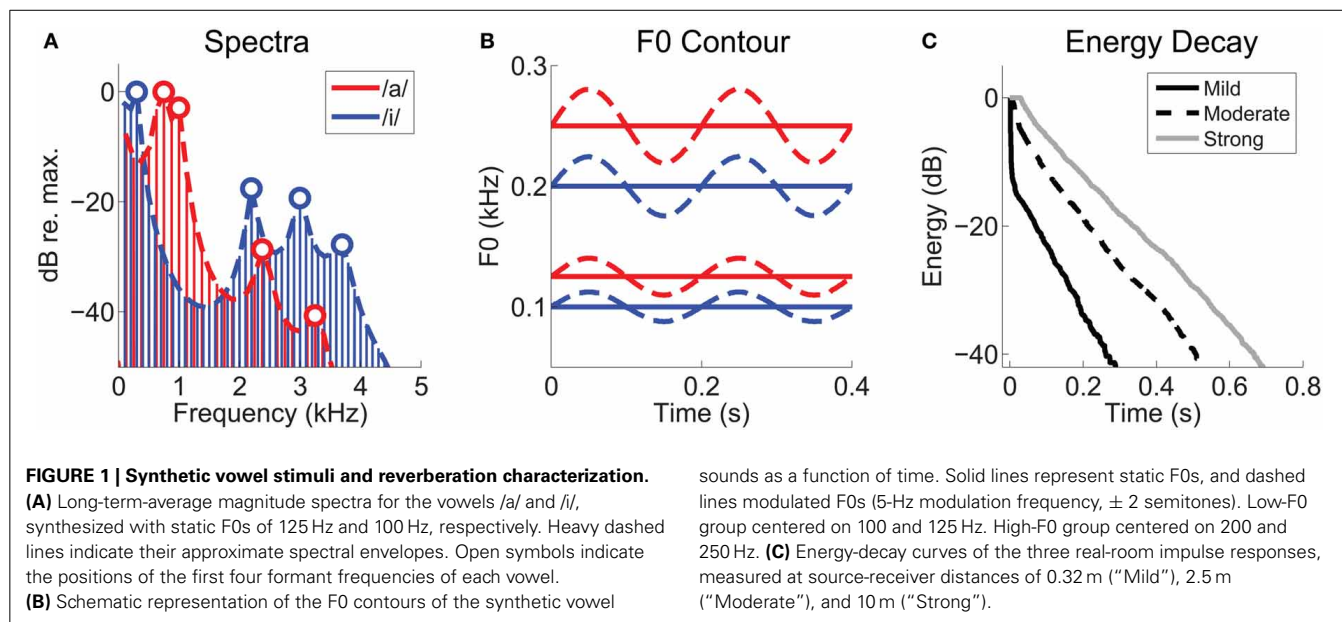 A Spectra
/a/
/i/
0
−20
−40
dB re. max.
0 1 2 3 4 5
Frequency (kHz)
B F0 Contour
0.3
0.2
0.1
F0 (kHz)
0 0.2 0.4
Time (s)
C Energy Decay
Mild
Moderate
Strong
0
−20
−40
Energy (dB)
0 0.2 0.4 0.6 0.8
Time (s)
FIGURE 1 | Synthetic vowel stimuli and reverberation characterization.
(A) Long-term-average magnitude spectra for the vowels /a/ and /i/,
synthesized with static F0s of 125 Hz and 100 Hz, respectively. Heavy dashed
lines indicate their approximate spectral envelopes. Open symbols indicate
the positions of the first four formant frequencies of each vowel.
(B) Schematic representation of the F0 contours of the synthetic vowel
sounds as a function of time. Solid lines represent static F0s, and dashed
lines modulated F0s (5-Hz modulation frequency, ± 2 semitones). Low-F0
group centered on 100 and 125 Hz. High-F0 group centered on 200 and
250 Hz. (C) Energy-decay curves of the three real-room impulse responses,
measured at source-receiver distances of 0.32 m (“Mild”), 2.5 m
(“Moderate”), and 10 m (“Strong”).